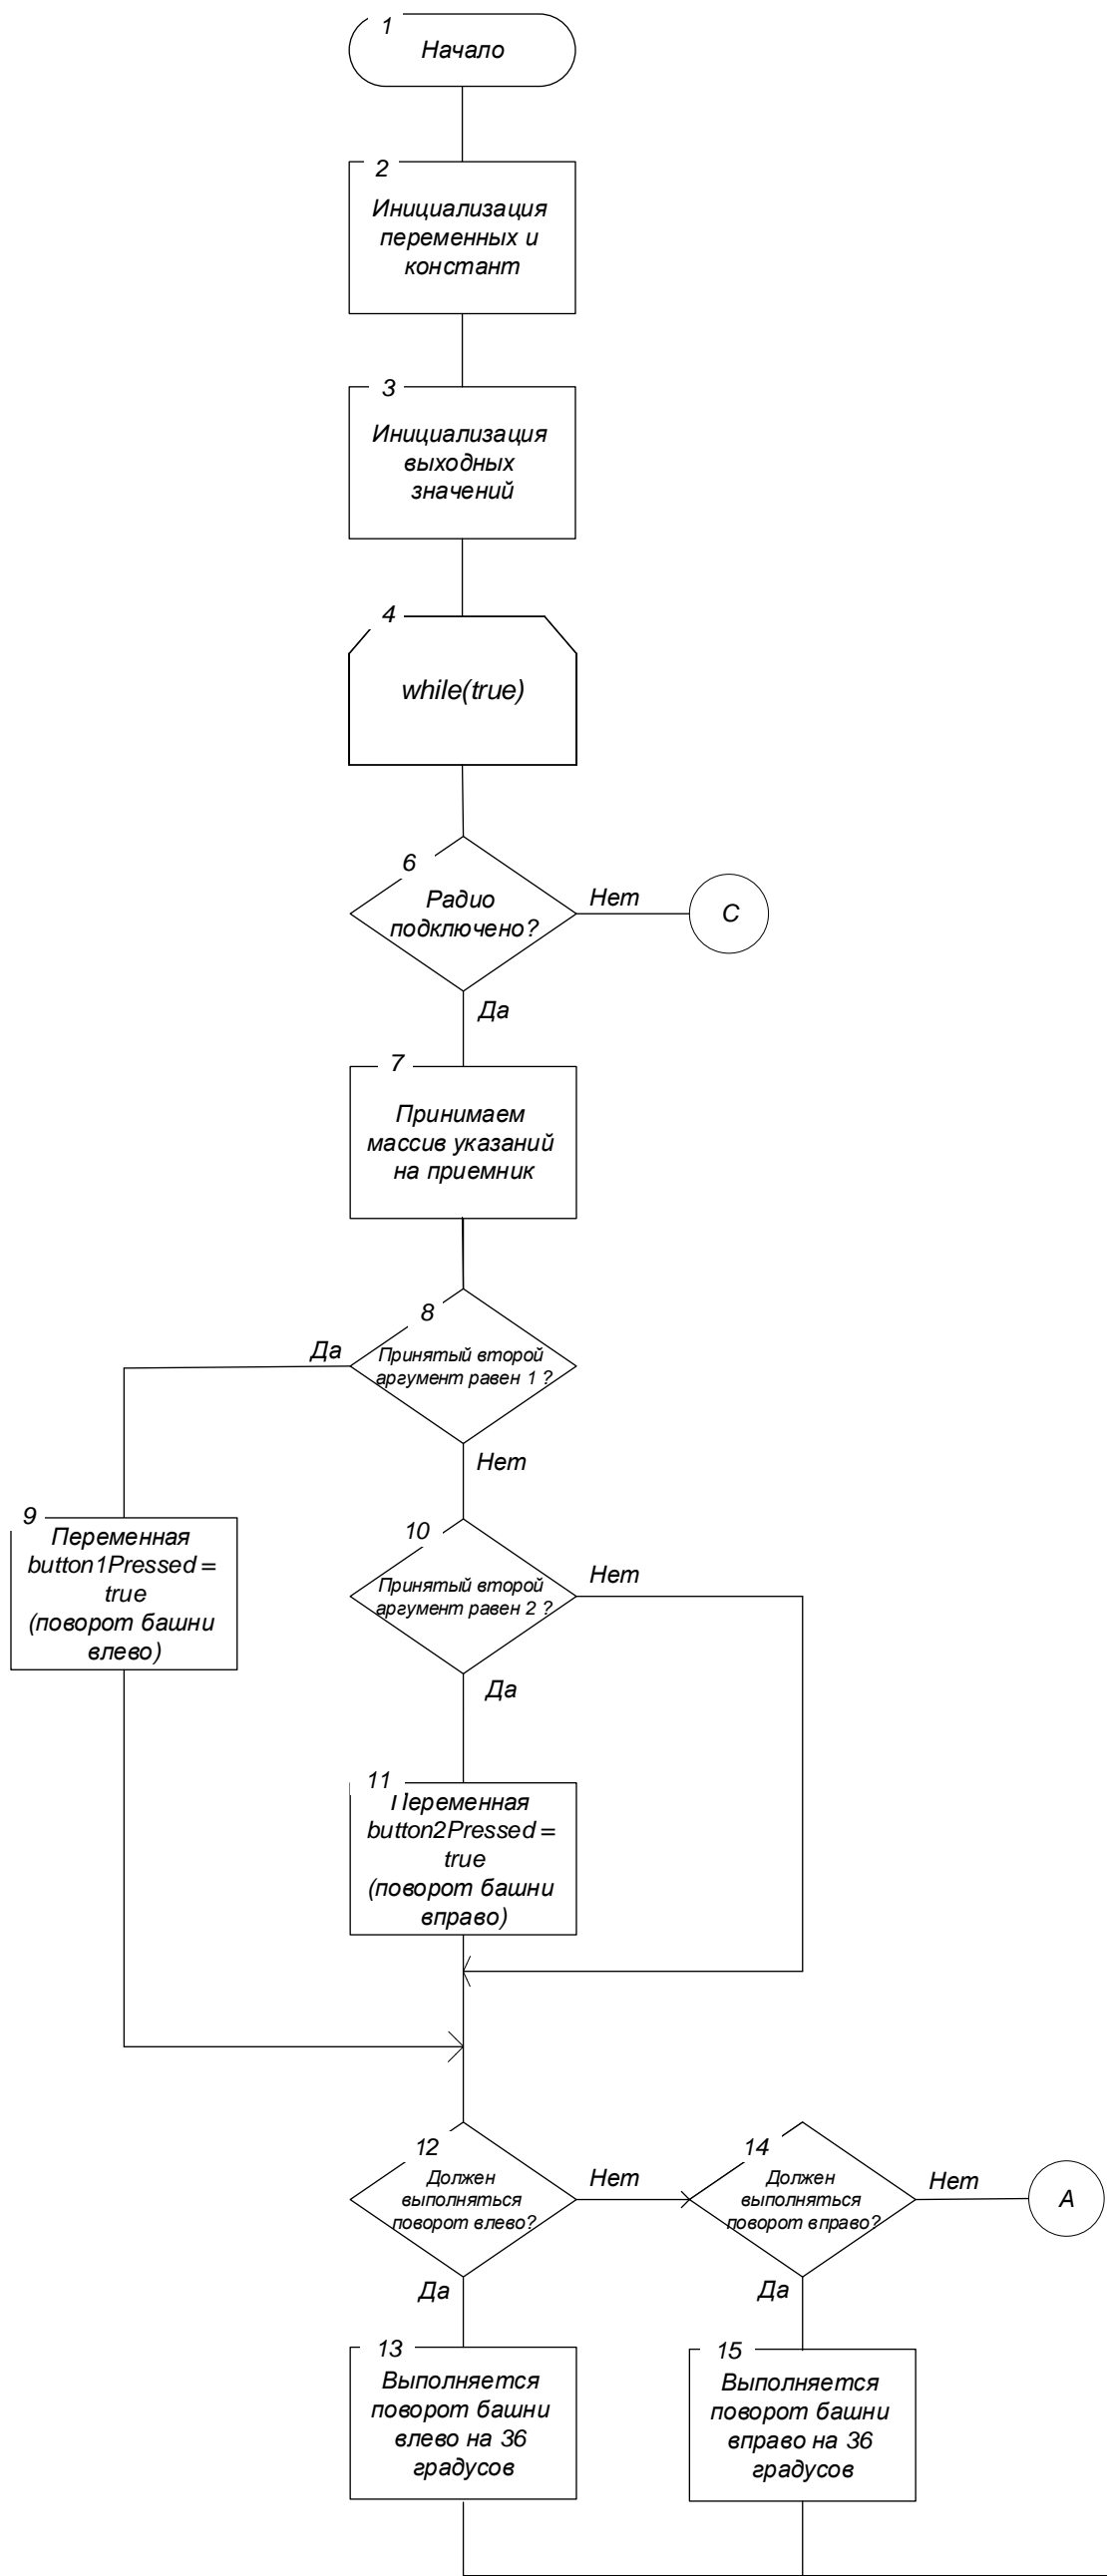 1
Начало
2
Инициализация
переменных и
констант
3
Инициализация
выходных
значений
4
while(true)
6
Радио
подключено?
Нет
C
Да
7
Принимаем
массив указаний
на приемник
8
Принятый второй
аргумент равен 1 ?
Да
Нет
9
Переменная
button1Pressed =
true
(поворот башни
влево)
10
Принятый второй
аргумент равен 2 ?
Нет
Да
11
Переменная
button2Pressed =
true
(поворот башни
вправо)
12
Должен
выполняться
поворот влево?
Нет
Да
14
Должен
выполняться
поворот вправо?
Нет
A
Да
13
Выполняется
поворот башни
влево на 36
градусов
15
Выполняется
поворот башни
вправо на 36
градусов